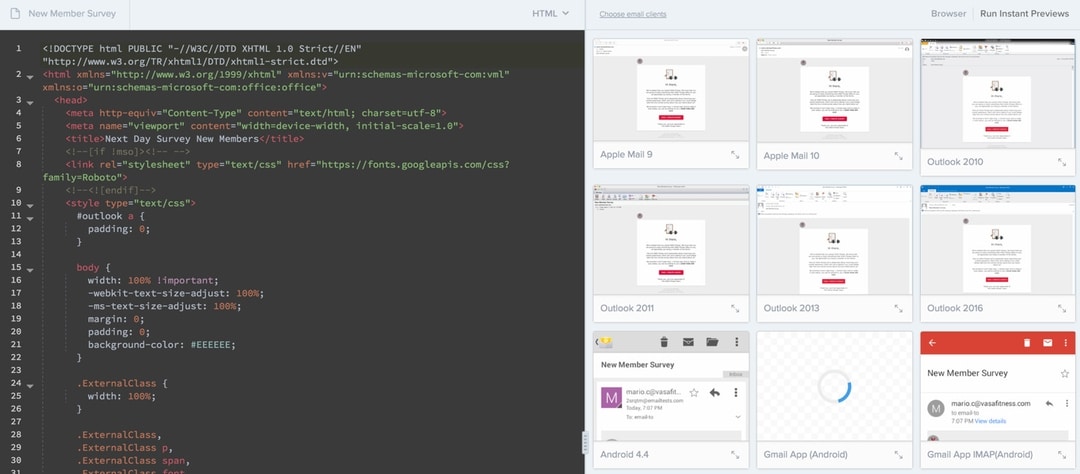 New Member Survey
HTML
Choose email clients
Browser
Run Instant Previews
1 <!DOCTYPE html PUBLIC "-//W3C//DTD XHTML 1.0 Strict//EN"
"http://www.w3.org/TR/xhtml1/DTD/xhtml1-strict.dtd">
2 <html xmlns="http://www.w3.org/1999/xhtml" xmlns:v="urn:schemas-microsoft-com:vml"
xmlns:o="urn:schemas-microsoft-com:office:office">
3 <head>
4 <meta http-equiv="Content-Type" content="text/html; charset=utf-8">
5 <meta name="viewport" content="width=device-width, initial-scale=1.0">
6 <title>Next Day Survey New Members</title>
7 <!--[if !mso]><!-- -->
8 <link rel="stylesheet" type="text/css" href="https://fonts.googleapis.com/css?
family=Roboto">
9 <!--<![endif]-->
10 <style type="text/css">
11 #outlook a {
12 padding: 0;
13 }
14
15 body {
16 width: 100% !important;
17 -webkit-text-size-adjust: 100%;
18 -ms-text-size-adjust: 100%;
19 margin: 0;
20 padding: 0;
21 background-color: #EEEEEE;
22 }
23
24 .ExternalClass {
25 width: 100%;
26 }
27
28 .ExternalClass,
29 .ExternalClass p,
30 .ExternalClass span,
31 .ExternalClass font
Apple Mail 9
Apple Mail 10
Outlook 2010
Outlook 2011
Outlook 2013
Outlook 2016
New Member Survey
M
mario.c@vasafitn...
Today, 7:07 PM
To: email-to
Android 4.4
Gmail App (Android)
New Member Survey
M
mario.c@vasafitness.com
to email-to
7:07 PM View details
Gmail App IMAP(Android)